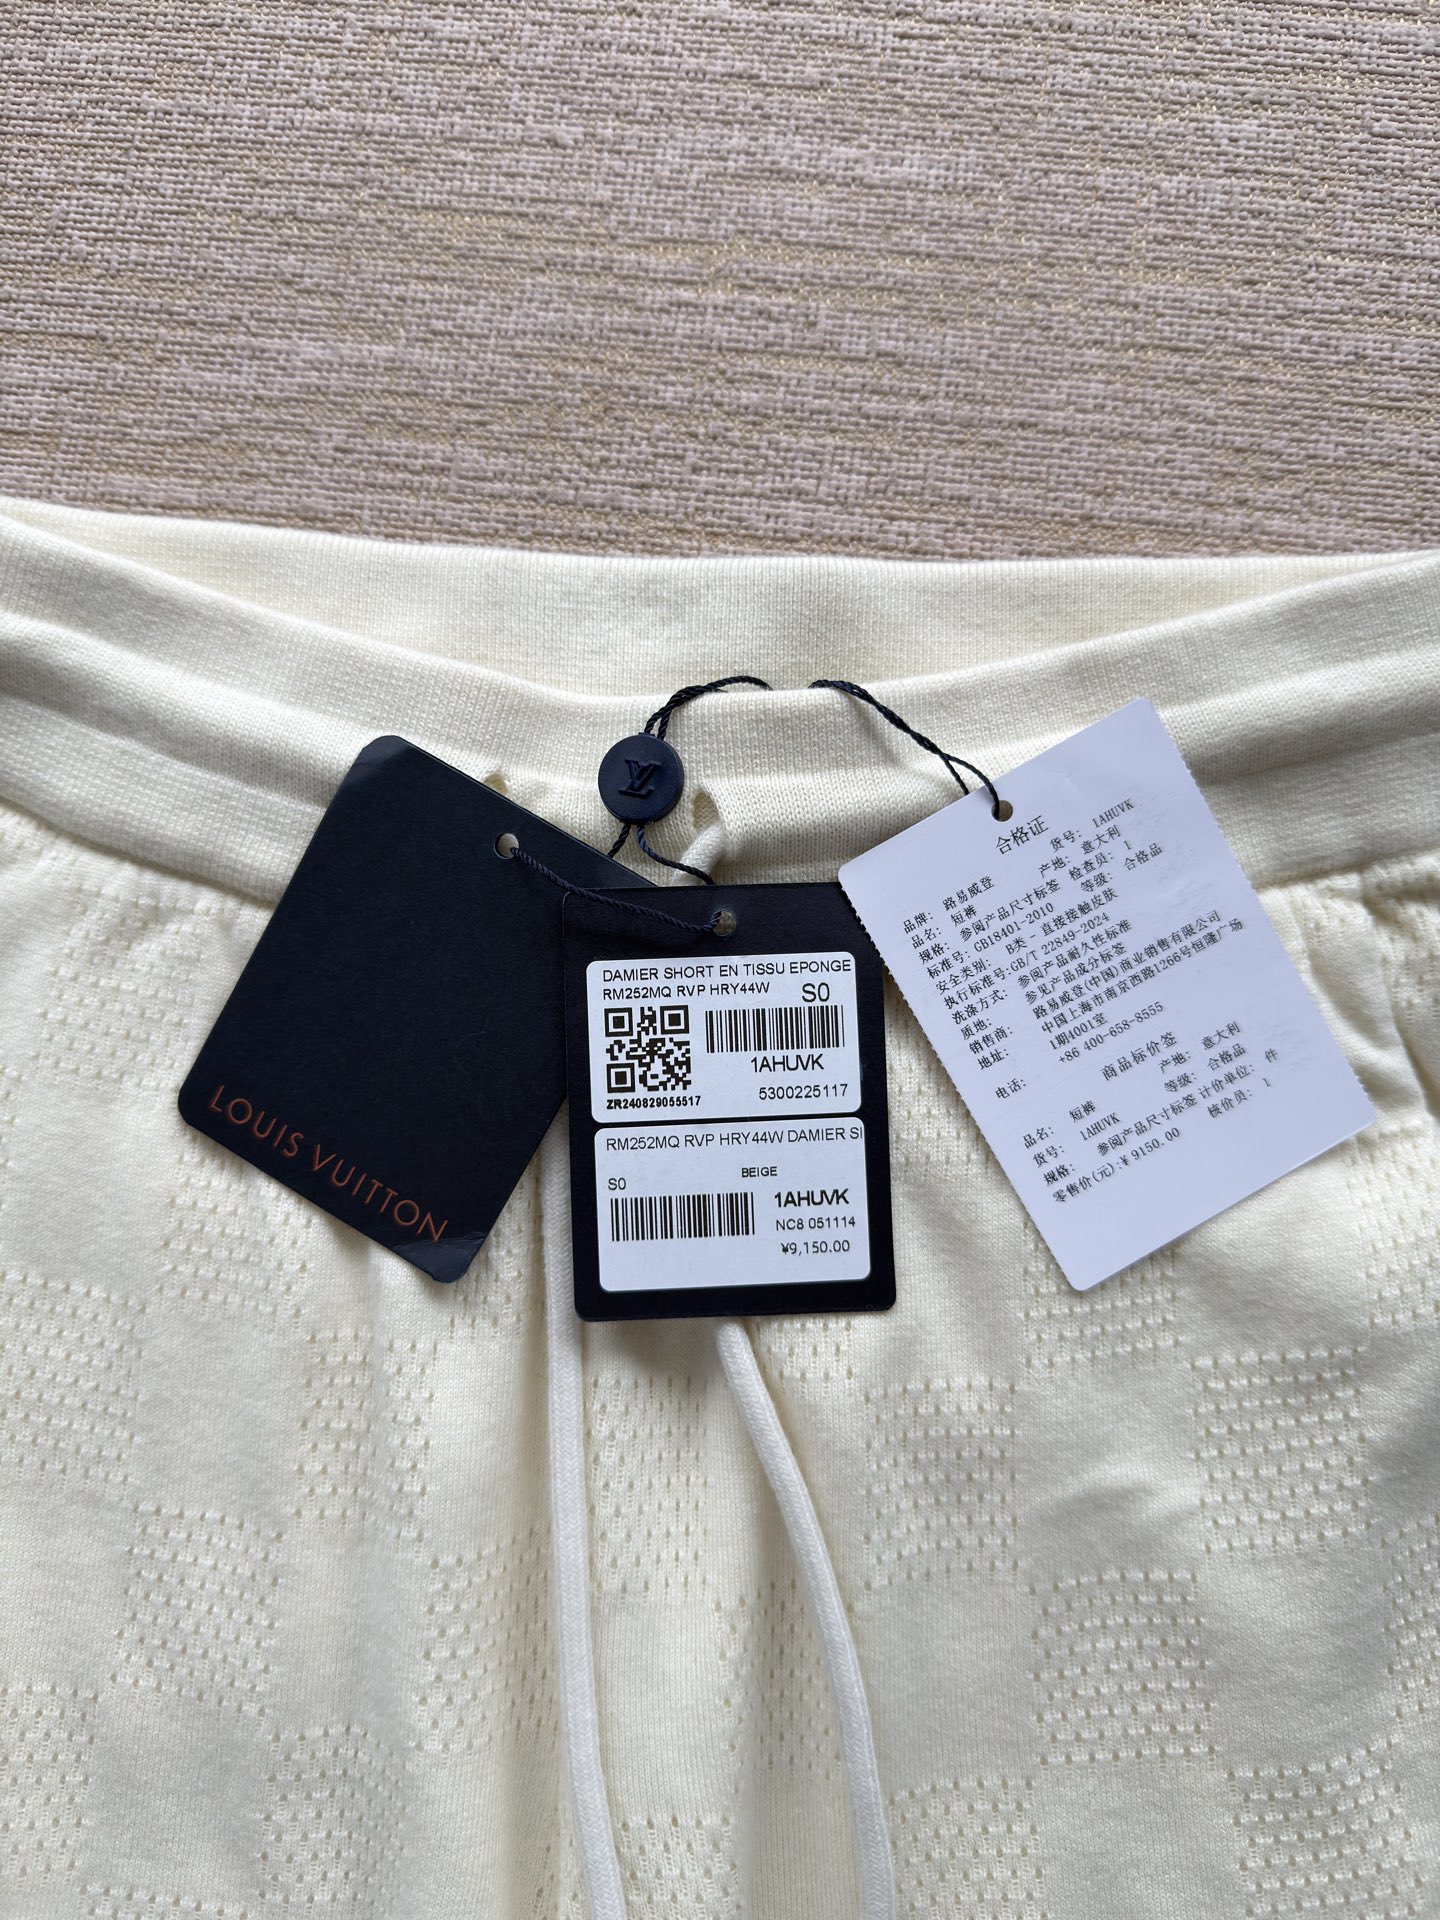 LV
LOUIS VUITTON
DAMIER SHORT EN TISSU EPONGE
RM252MQ RVP HRY44W S0
1AHUVK
ZR240829055517 5300225117
RM252MQ RVP HRY44W DAMIER SI
BEIGE
S0
1AHUVK
NC8 051114
¥9,150.00
合格证
货号: 1AHUVK
品牌: 路易威登 产地: 意大利
品名: 短裤 检查员: 1
规格: 参阅产品尺寸标签 等级: 合格品
标准号: GB18401-2010
安全类别: B类 - 直接接触皮肤
执行标准号:GB/T 22849-2024
洗涤方式: 参阅产品耐久性标准
质地: 参见产品成分标签
销售商: 路易威登(中国)商业销售有限公司
地址: 中国上海市南京西路1266号恒隆广场
1期4001室
电话: +86 400-658-8555
商品标价签
品名: 短裤 产地: 意大利
货号: 1AHUVK 等级: 合格品
规格: 参阅产品尺寸标签 计价单位: 件
零售价(元):¥ 9150.00 核价员: 1